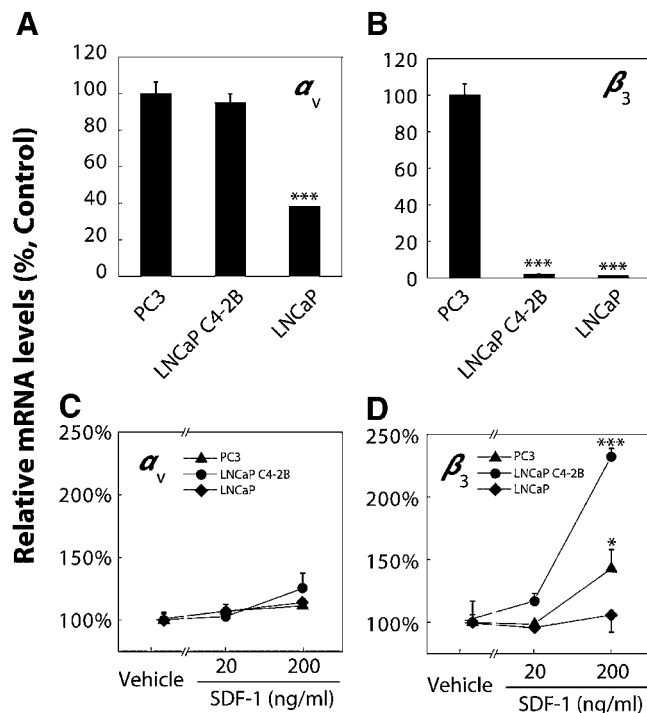 A
B
Relative mRNA levels (%, Control)
120
100
80
60
40
20
0
αv
***
PC3
LNCaP C4-2B
LNCaP
120
100
80
60
40
20
0
β3
***
***
PC3
LNCaP C4-2B
LNCaP
C
D
250%
200%
150%
100%
αv
PC3
LNCaP C4-2B
LNCaP
Vehicle
20
200
SDF-1 (ng/ml)
250%
200%
150%
100%
β3
PC3
LNCaP C4-2B
LNCaP
***
*
Vehicle
20
200
SDF-1 (ng/ml)